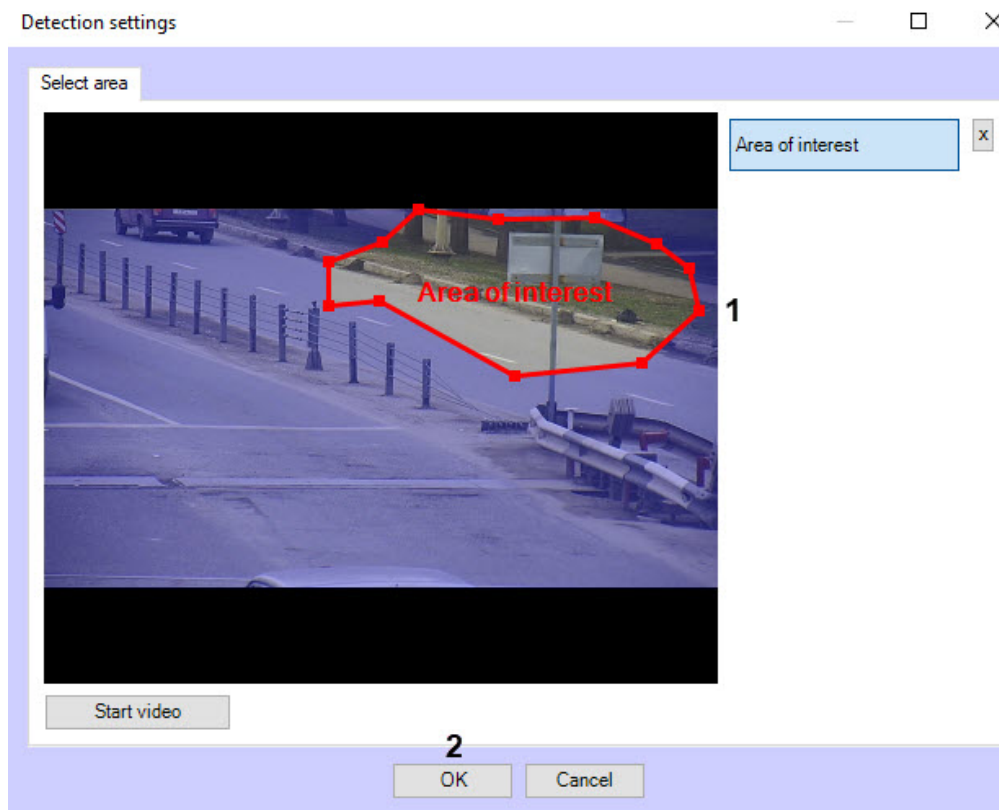 Detection settings
Select area
Area of interest
x
Area of interest
1
Start video
2
OK
Cancel